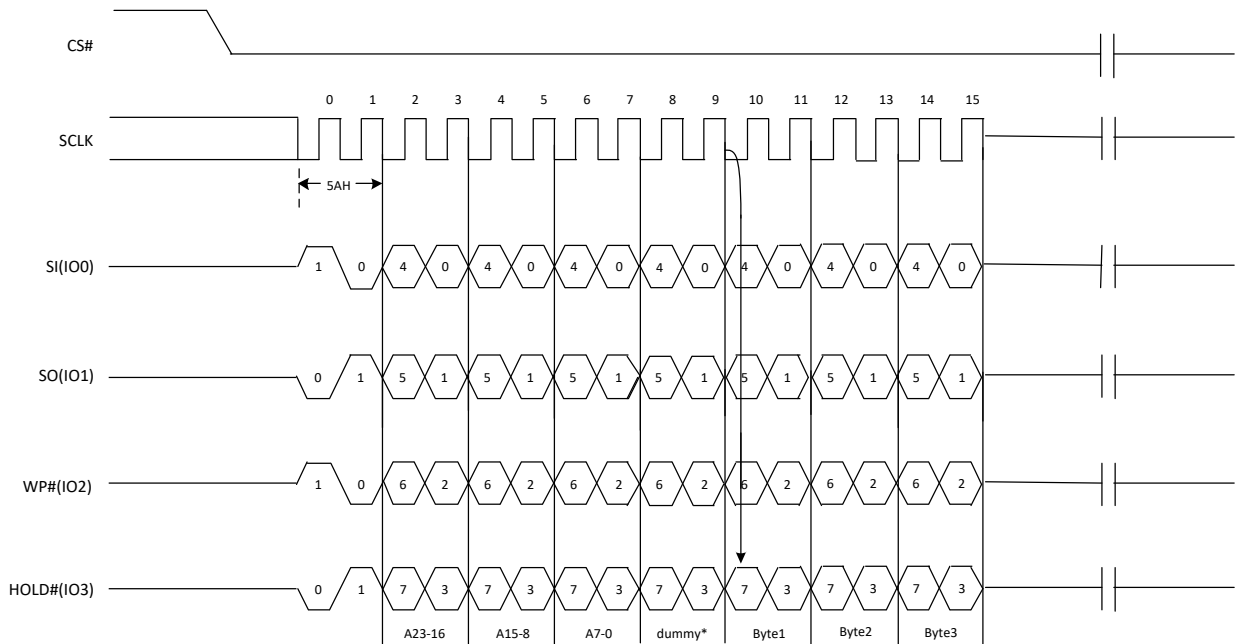 CS#
0 1 2 3 4 5 6 7 8 9 10 11 12 13 14 15
SCLK
5AH
SI(IO0) 1 0 4 0 4 0 4 0 4 0 4 0 4 0 4 0
SO(IO1) 0 1 5 1 5 1 5 1 5 1 5 1 5 1 5 1
WP#(IO2) 1 0 6 2 6 2 6 2 6 2 6 2 6 2 6 2
HOLD#(IO3) 0 1 7 3 7 3 7 3 7 3 7 3 7 3 7 3
A23-16 A15-8 A7-0 dummy* Byte1 Byte2 Byte3